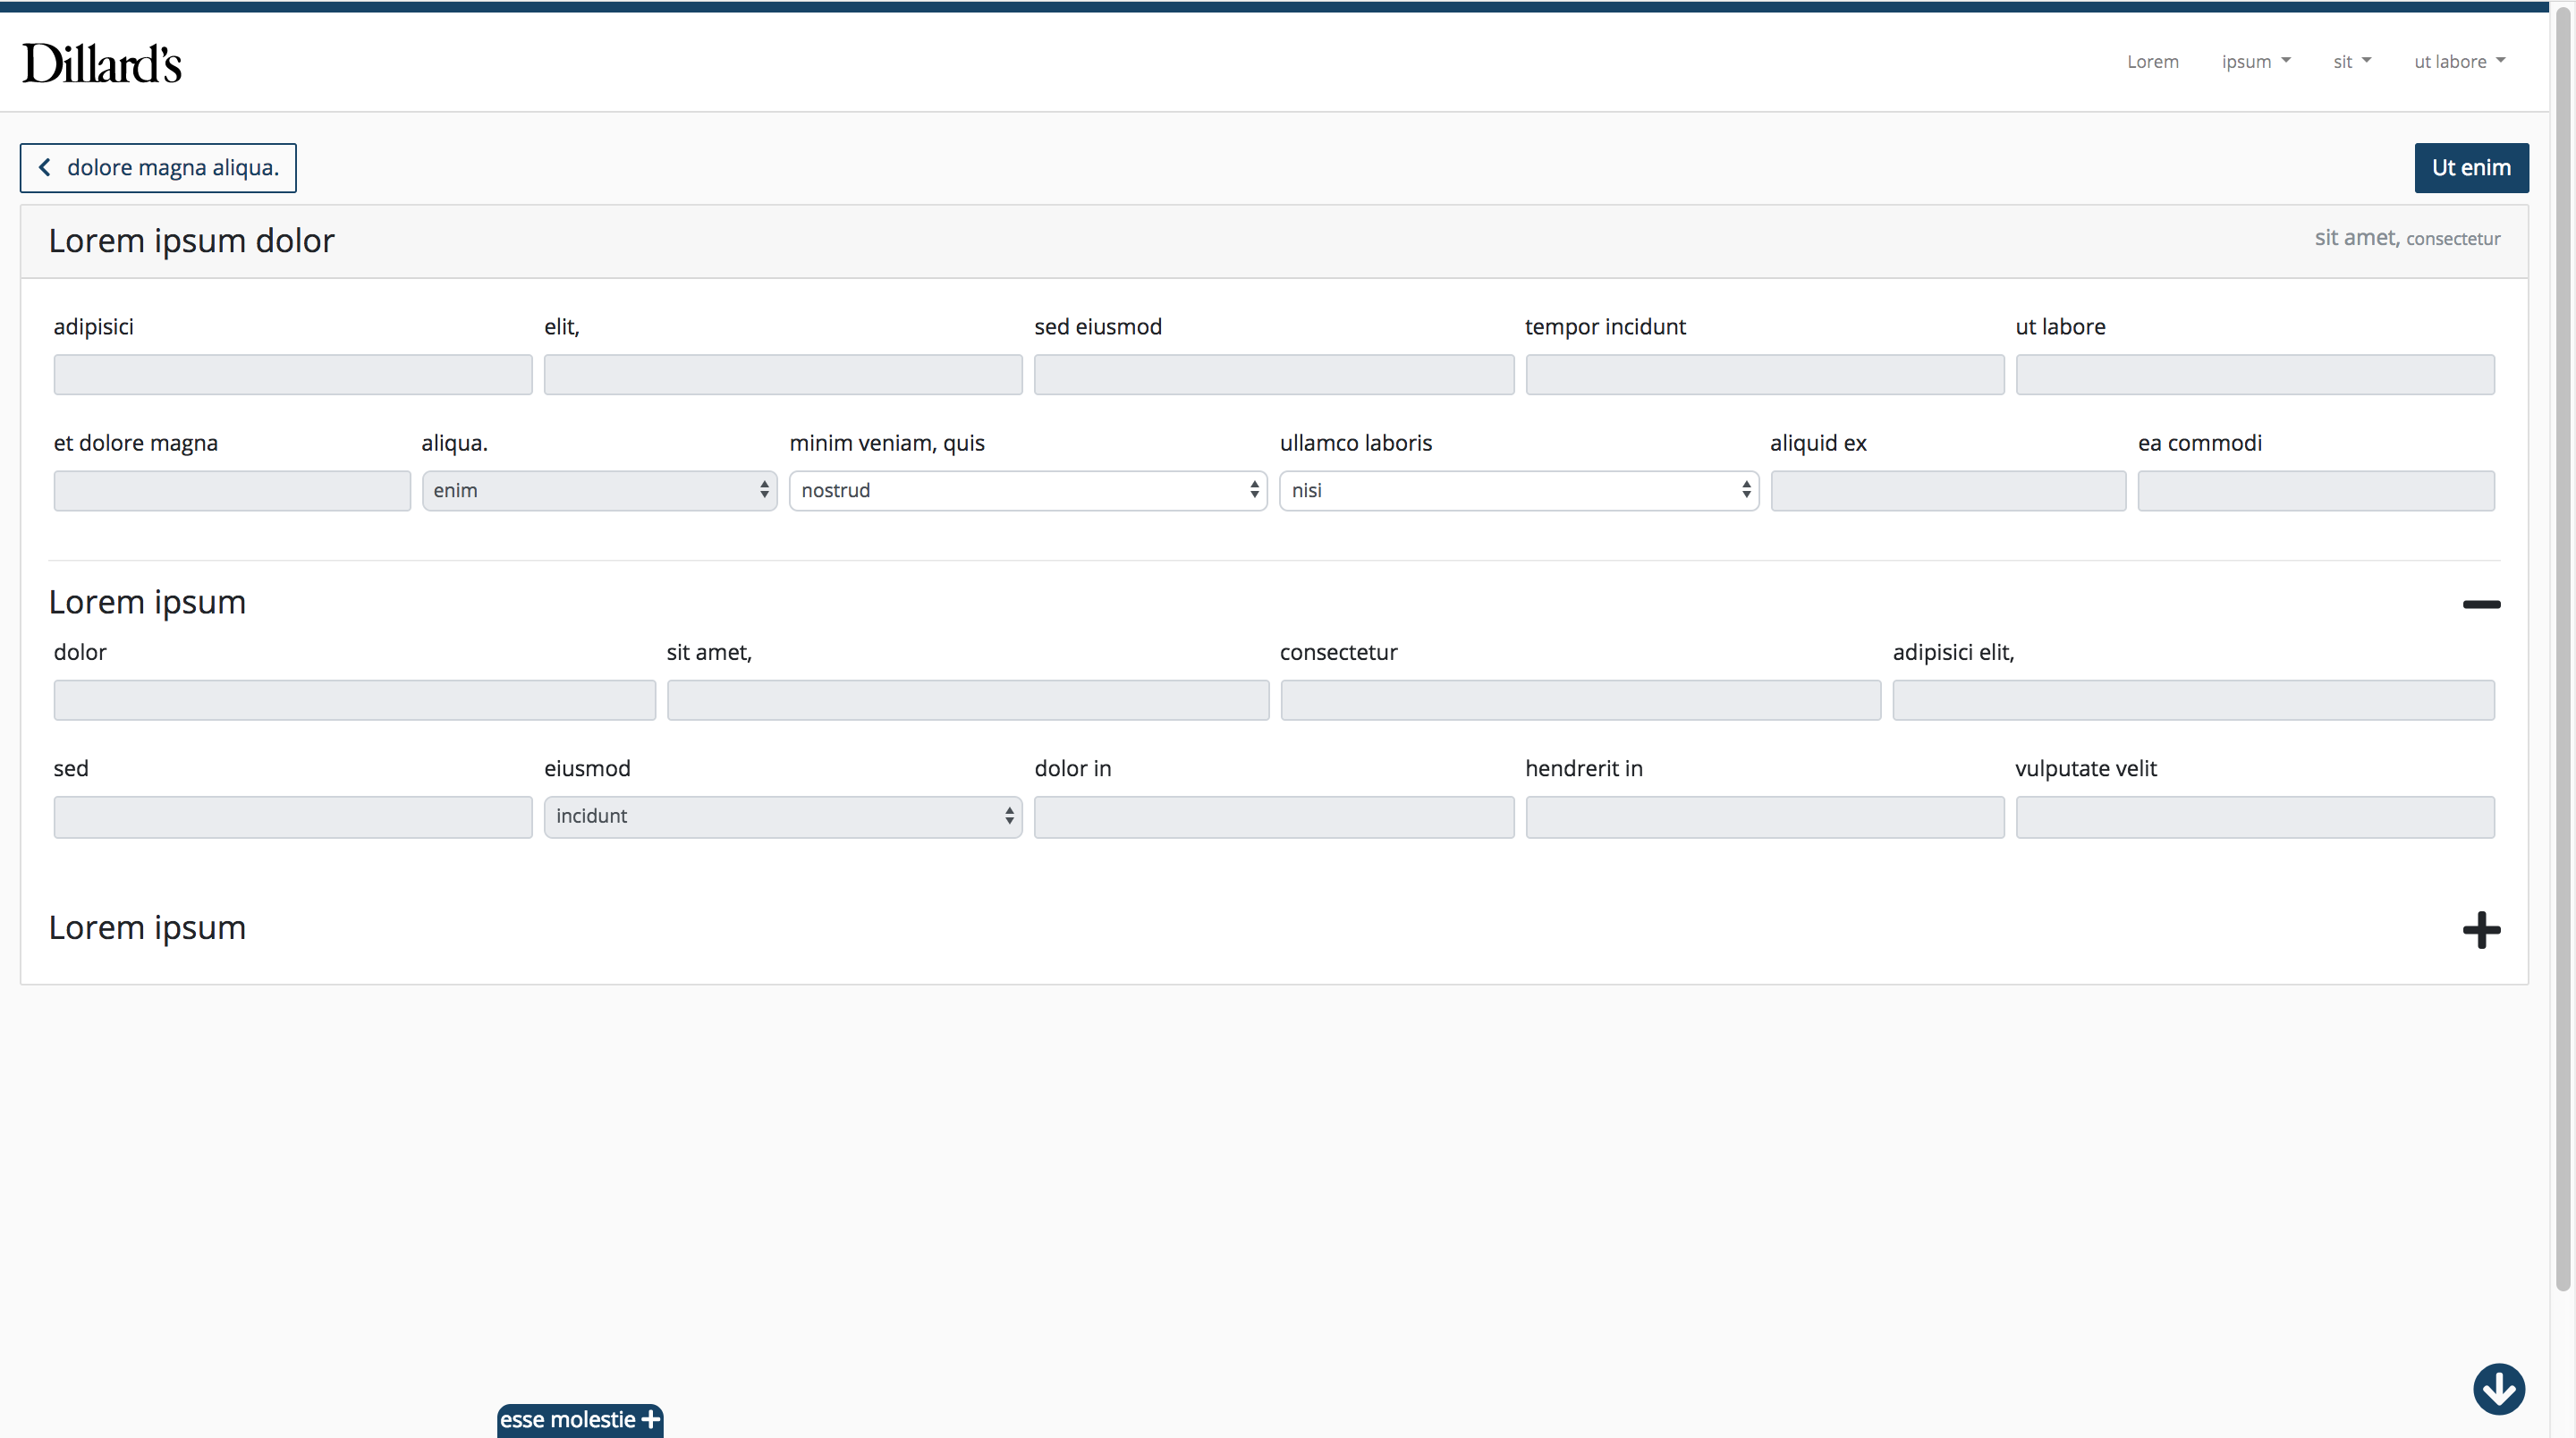 Dillard's
Lorem ipsum sit ut labore
dolore magna aliqua. Ut enim
Lorem ipsum dolor sit amet, consectetur
adipisici elit, sed eiusmod tempor incidunt ut labore
et dolore magna aliqua. minim veniam, quis ullamco laboris aliquid ex ea commodi
enim nostrud nisi
Lorem ipsum
dolor sit amet, consectetur adipisici elit,
sed eiusmod dolor in hendrerit in vulputate velit
incidunt
Lorem ipsum
esse molestie